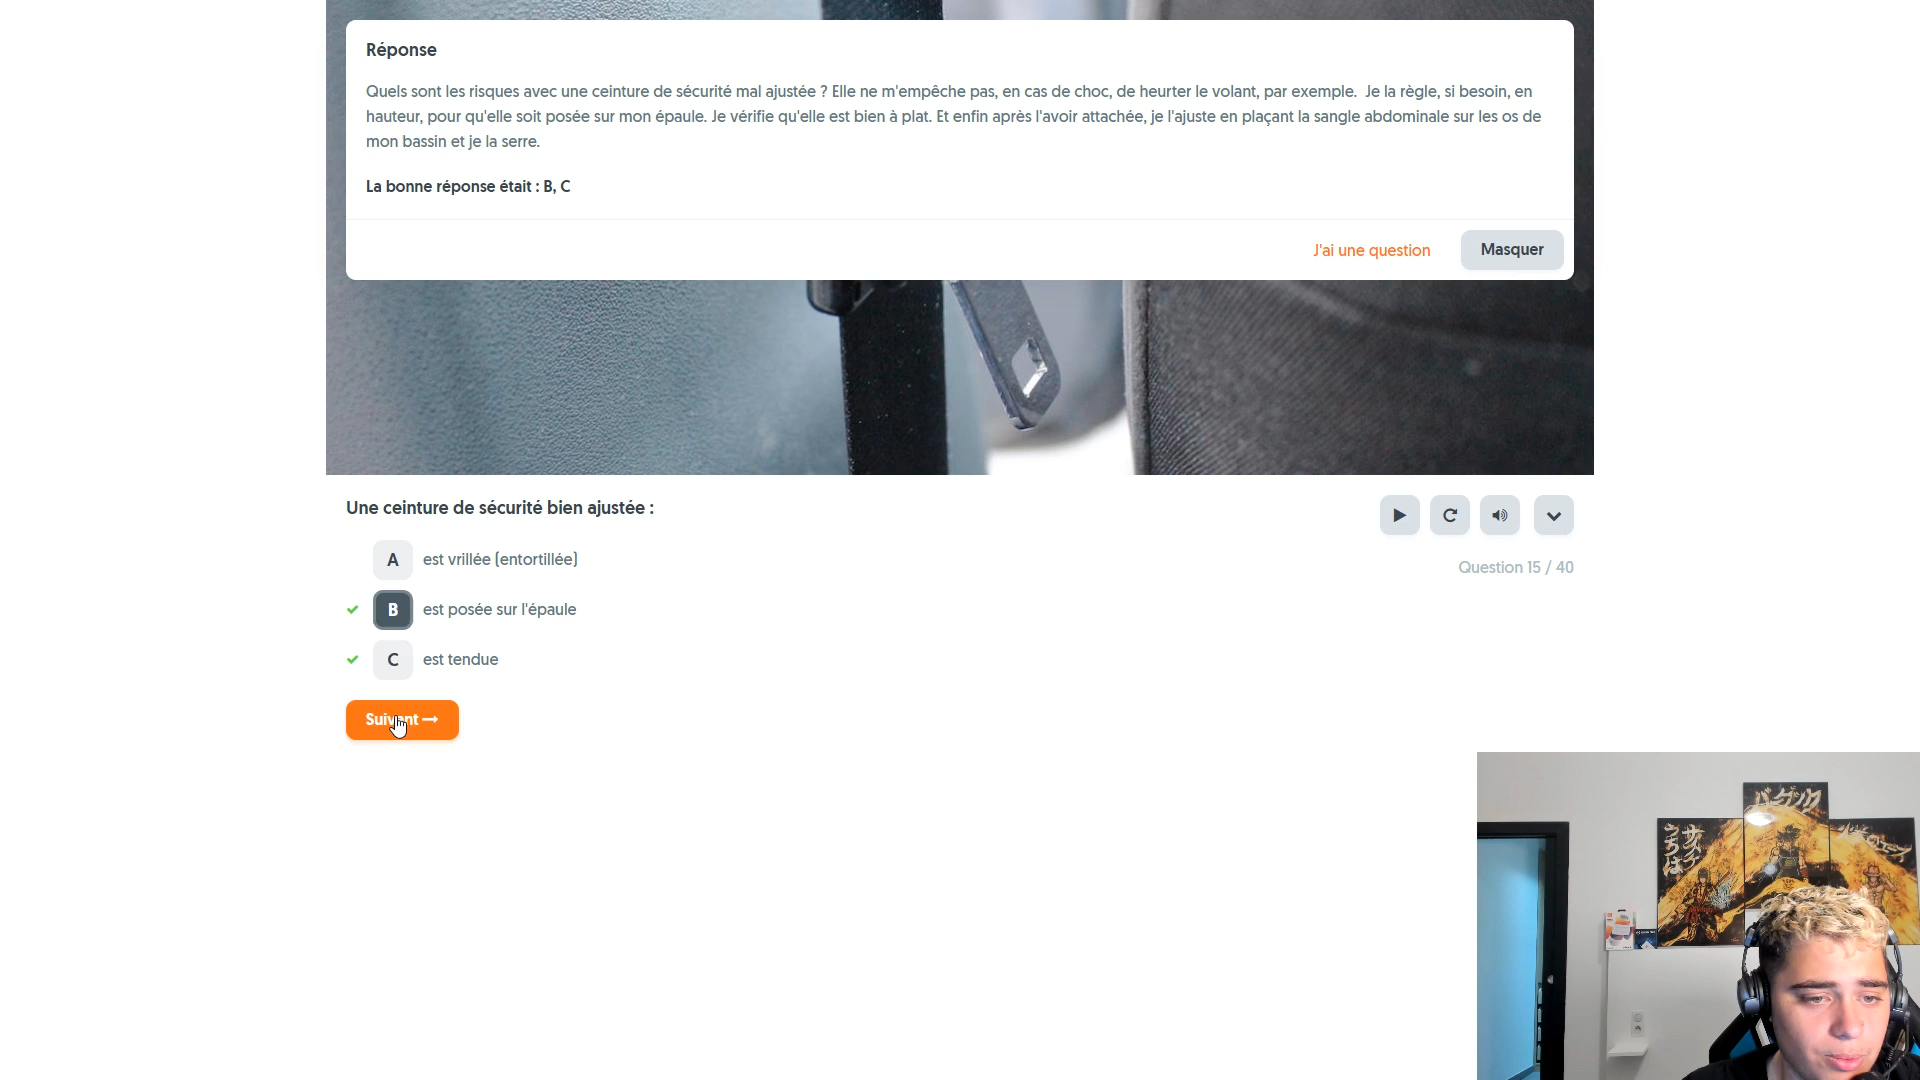 Réponse
Quels sont les risques avec une ceinture de sécurité mal ajustée ? Elle ne m'empêche pas, en cas de choc, de heurter le volant, par exemple.  Je la règle, si besoin, en
hauteur, pour qu'elle soit posée sur mon épaule. Je vérifie qu'elle est bien à plat. Et enfin après l'avoir attachée, je l'ajuste en plaçant la sangle abdominale sur les os de
mon bassin et je la serre.
La bonne réponse était : B, C
J'ai une question
Masquer
Une ceinture de sécurité bien ajustée :
A est vrillée (entortillée)
Question 15 / 40
B est posée sur l'épaule
C est tendue
Suivant →